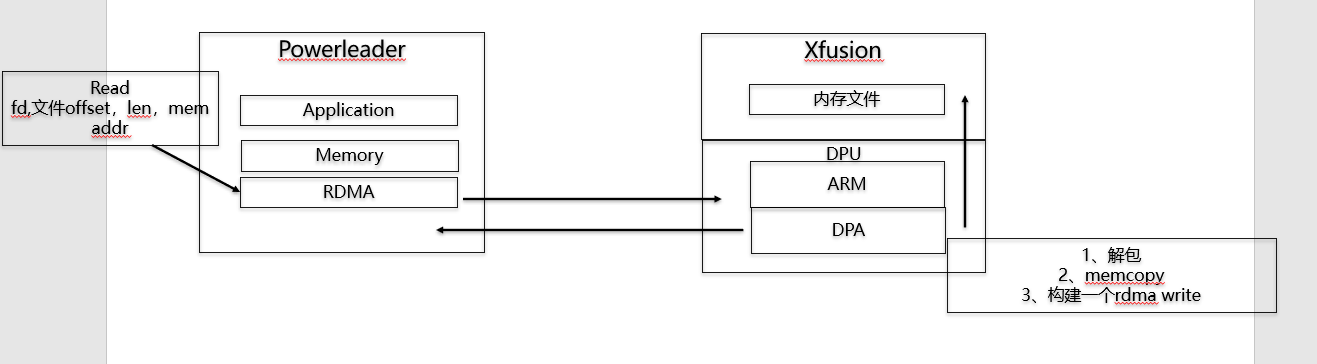 Powerleader
Read
fd,文件offset，len，mem
addr
Application
Memory
RDMA
Xfusion
内存文件
DPU
ARM
DPA
1、解包
2、memcopy
3、构建一个rdma write